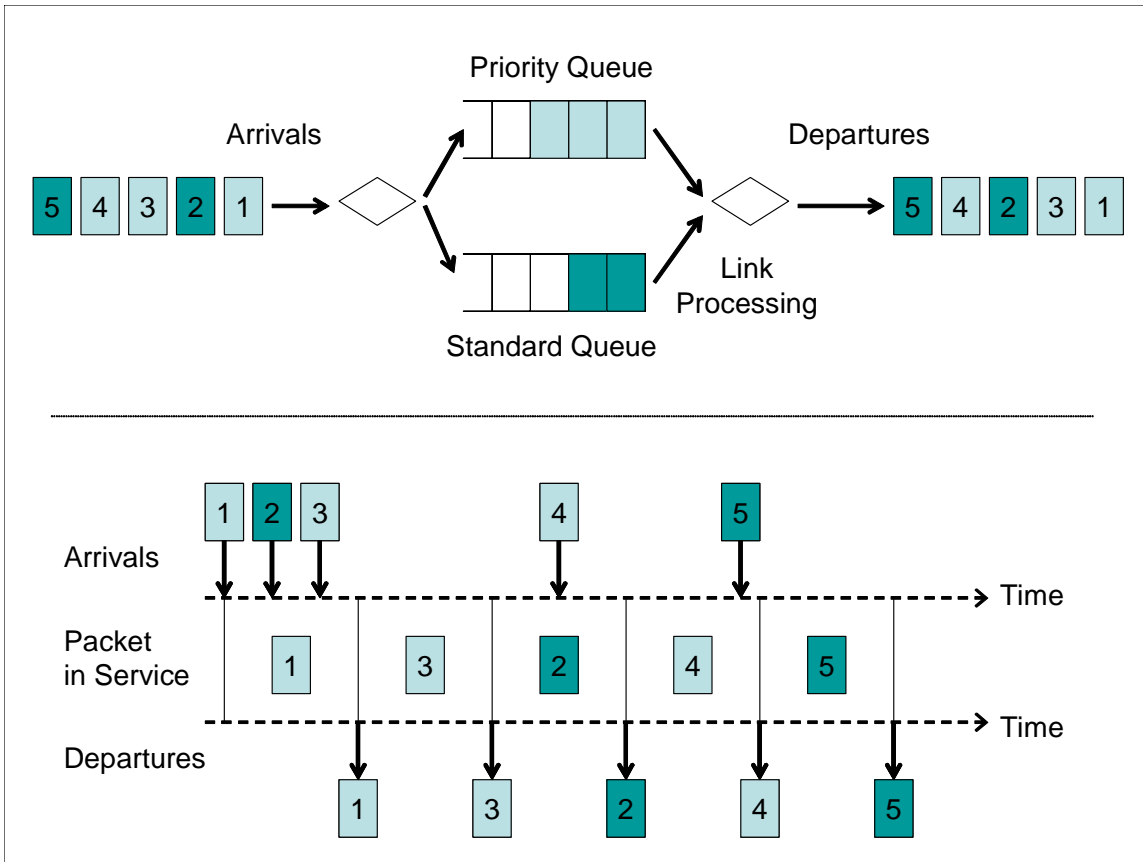 Priority Queue
Arrivals
Departures
5 4 3 2 1
5 4 2 3 1
Link
Processing
Standard Queue
1 2 3 4 5
Arrivals
Time
Packet
in Service
1 3 2 4 5
Time
Departures
1 3 2 4 5